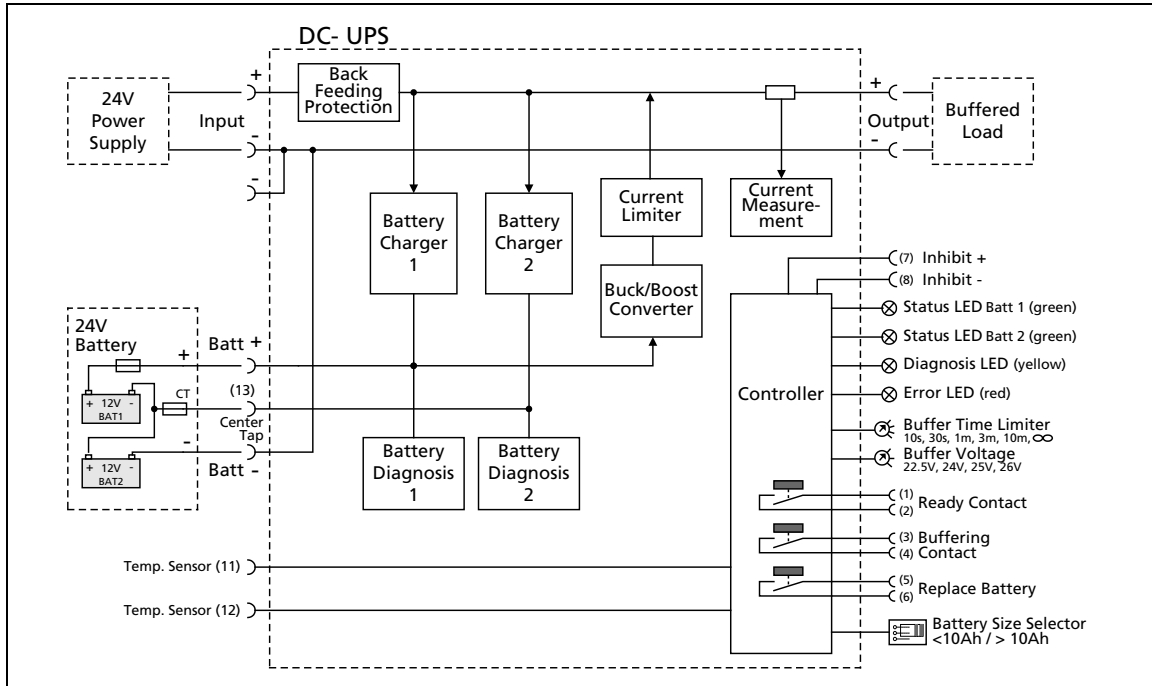 DC- UPS
24V
Power
Supply
+
Input
-
-
Back
Feeding
Protection
+
Output
-
Buffered
Load
Battery
Charger
1
Battery
Charger
2
Current
Limiter
Current
Measure-
ment
Buck/Boost
Converter
24V
Battery
+
Batt +
CT
(13)
Center
Tap
-
Batt -
+ 12V -
BAT1
+ 12V -
BAT2
Battery
Diagnosis
1
Battery
Diagnosis
2
Temp. Sensor (11)
Temp. Sensor (12)
Controller
(7) Inhibit +
(8) Inhibit -
Status LED Batt 1 (green)
Status LED Batt 2 (green)
Diagnosis LED (yellow)
Error LED (red)
Buffer Time Limiter
10s, 30s, 1m, 3m, 10m, ∞
Buffer Voltage
22.5V, 24V, 25V, 26V
(1)
(2)
Ready Contact
(3) Buffering
(4) Contact
(5)
(6)
Replace Battery
Battery Size Selector
<10Ah / > 10Ah